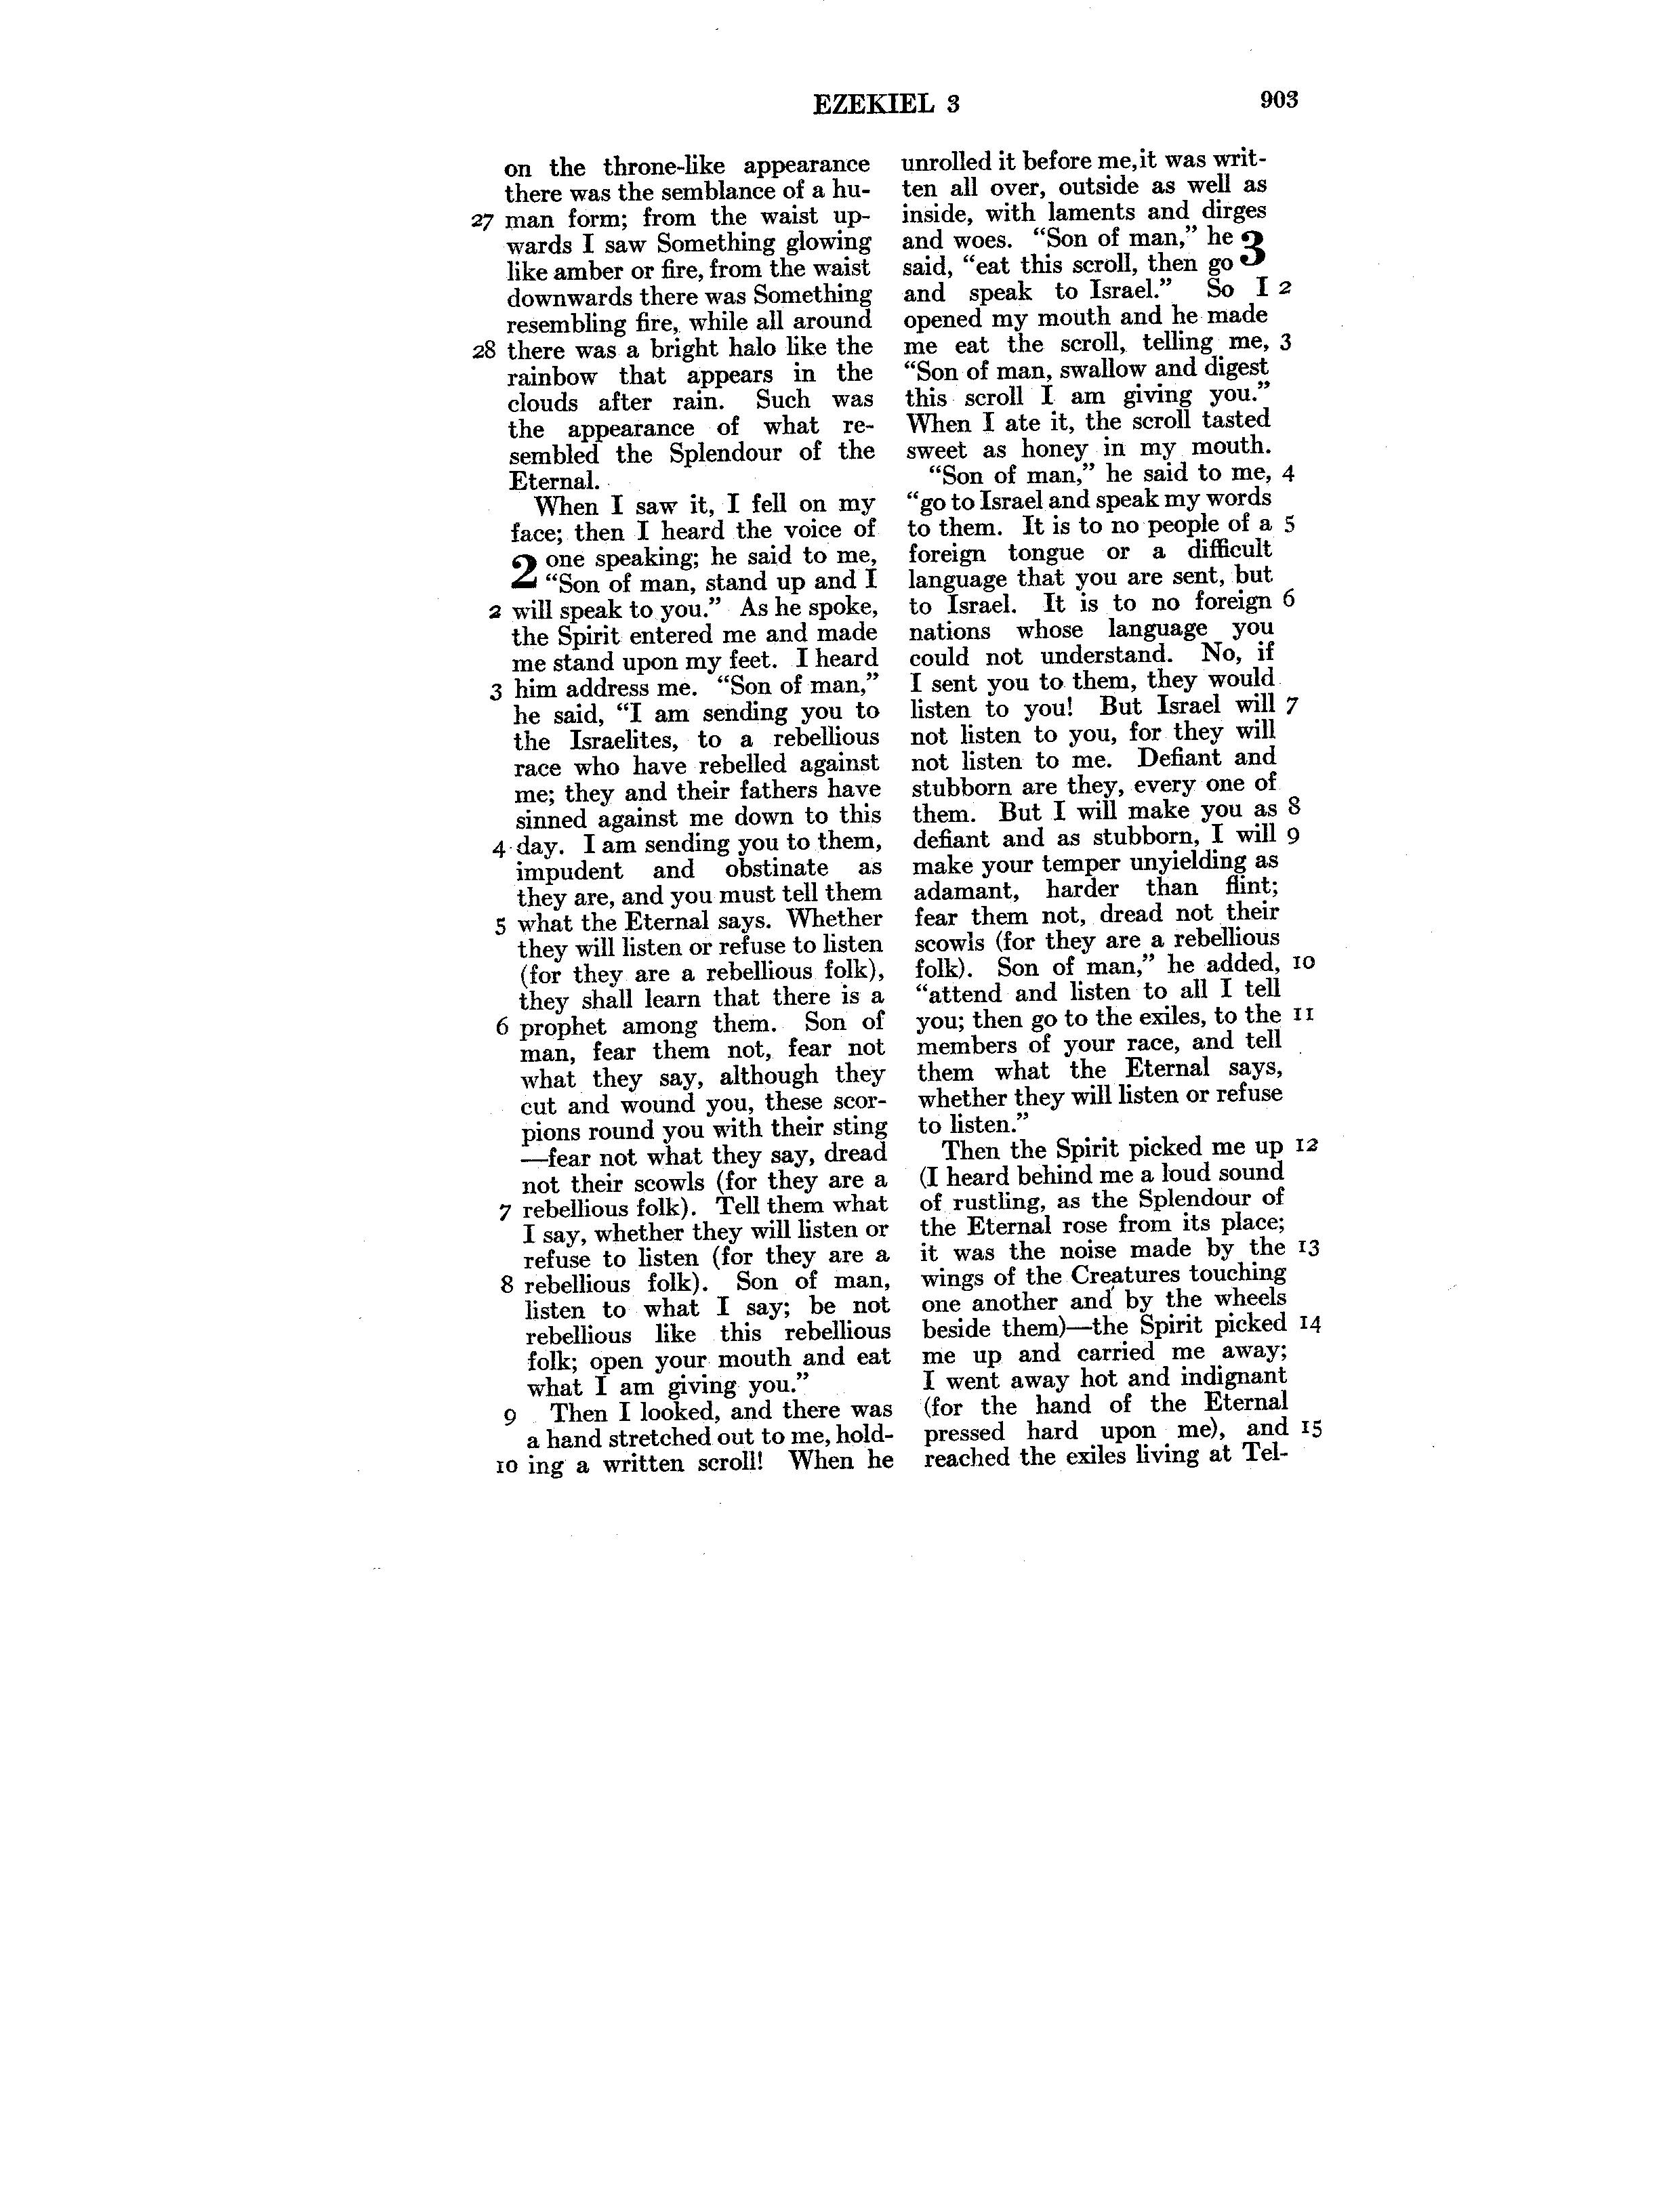 EZEKIEL 3
903
on the throne-like appearance
there was the semblance of a hu-
27 man form; from the waist up-
wards I saw Something glowing
like amber or fire, from the waist
downwards there was Something
resembling fire, while all around
28 there was a bright halo like the
rainbow that appears in the
clouds after rain. Such was
the appearance of what re-
sembled the Splendour of the
Eternal.
When I saw it, I fell on my
face; then I heard the voice of
2 one speaking; he said to me,
“Son of man, stand up and I
2 will speak to you.” As he spoke,
the Spirit entered me and made
me stand upon my feet. I heard
3 him address me. “Son of man,”
he said, “I am sending you to
the Israelites, to a rebellious
race who have rebelled against
me; they and their fathers have
sinned against me down to this
4 day. I am sending you to them,
impudent and obstinate as
they are, and you must tell them
5 what the Eternal says. Whether
they will listen or refuse to listen
(for they are a rebellious folk),
they shall learn that there is a
6 prophet among them. Son of
man, fear them not, fear not
what they say, although they
cut and wound you, these scor-
pions round you with their sting
—fear not what they say, dread
not their scowls (for they are a
7 rebellious folk). Tell them what
I say, whether they will listen or
refuse to listen (for they are a
8 rebellious folk). Son of man,
listen to what I say; be not
rebellious like this rebellious
folk; open your mouth and eat
what I am giving you.”
9 Then I looked, and there was
a hand stretched out to me, hold-
10 ing a written scroll! When he
unrolled it before me, it was writ-
ten all over, outside as well as
inside, with laments and dirges
and woes. “Son of man,” he 3
said, “eat this scroll, then go
and speak to Israel.” So I 2
opened my mouth and he made
me eat the scroll, telling me, 3
“Son of man, swallow and digest
this scroll I am giving you.”
When I ate it, the scroll tasted
sweet as honey in my mouth.
“Son of man,” he said to me, 4
“go to Israel and speak my words
to them. It is to no people of a 5
foreign tongue or a difficult
language that you are sent, but
to Israel. It is to no foreign 6
nations whose language you
could not understand. No, if
I sent you to them, they would
listen to you! But Israel will 7
not listen to you, for they will
not listen to me. Defiant and
stubborn are they, every one of
them. But I will make you as 8
defiant and as stubborn, I will 9
make your temper unyielding as
adamant, harder than flint;
fear them not, dread not their
scowls (for they are a rebellious
folk). Son of man,” he added, 10
“attend and listen to all I tell
you; then go to the exiles, to the 11
members of your race, and tell
them what the Eternal says,
whether they will listen or refuse
to listen.”
Then the Spirit picked me up 12
(I heard behind me a loud sound
of rustling, as the Splendour of
the Eternal rose from its place;
it was the noise made by the 13
wings of the Creatures touching
one another and by the wheels
beside them)—the Spirit picked 14
me up and carried me away;
I went away hot and indignant
(for the hand of the Eternal
pressed hard upon me), and 15
reached the exiles living at Tel-